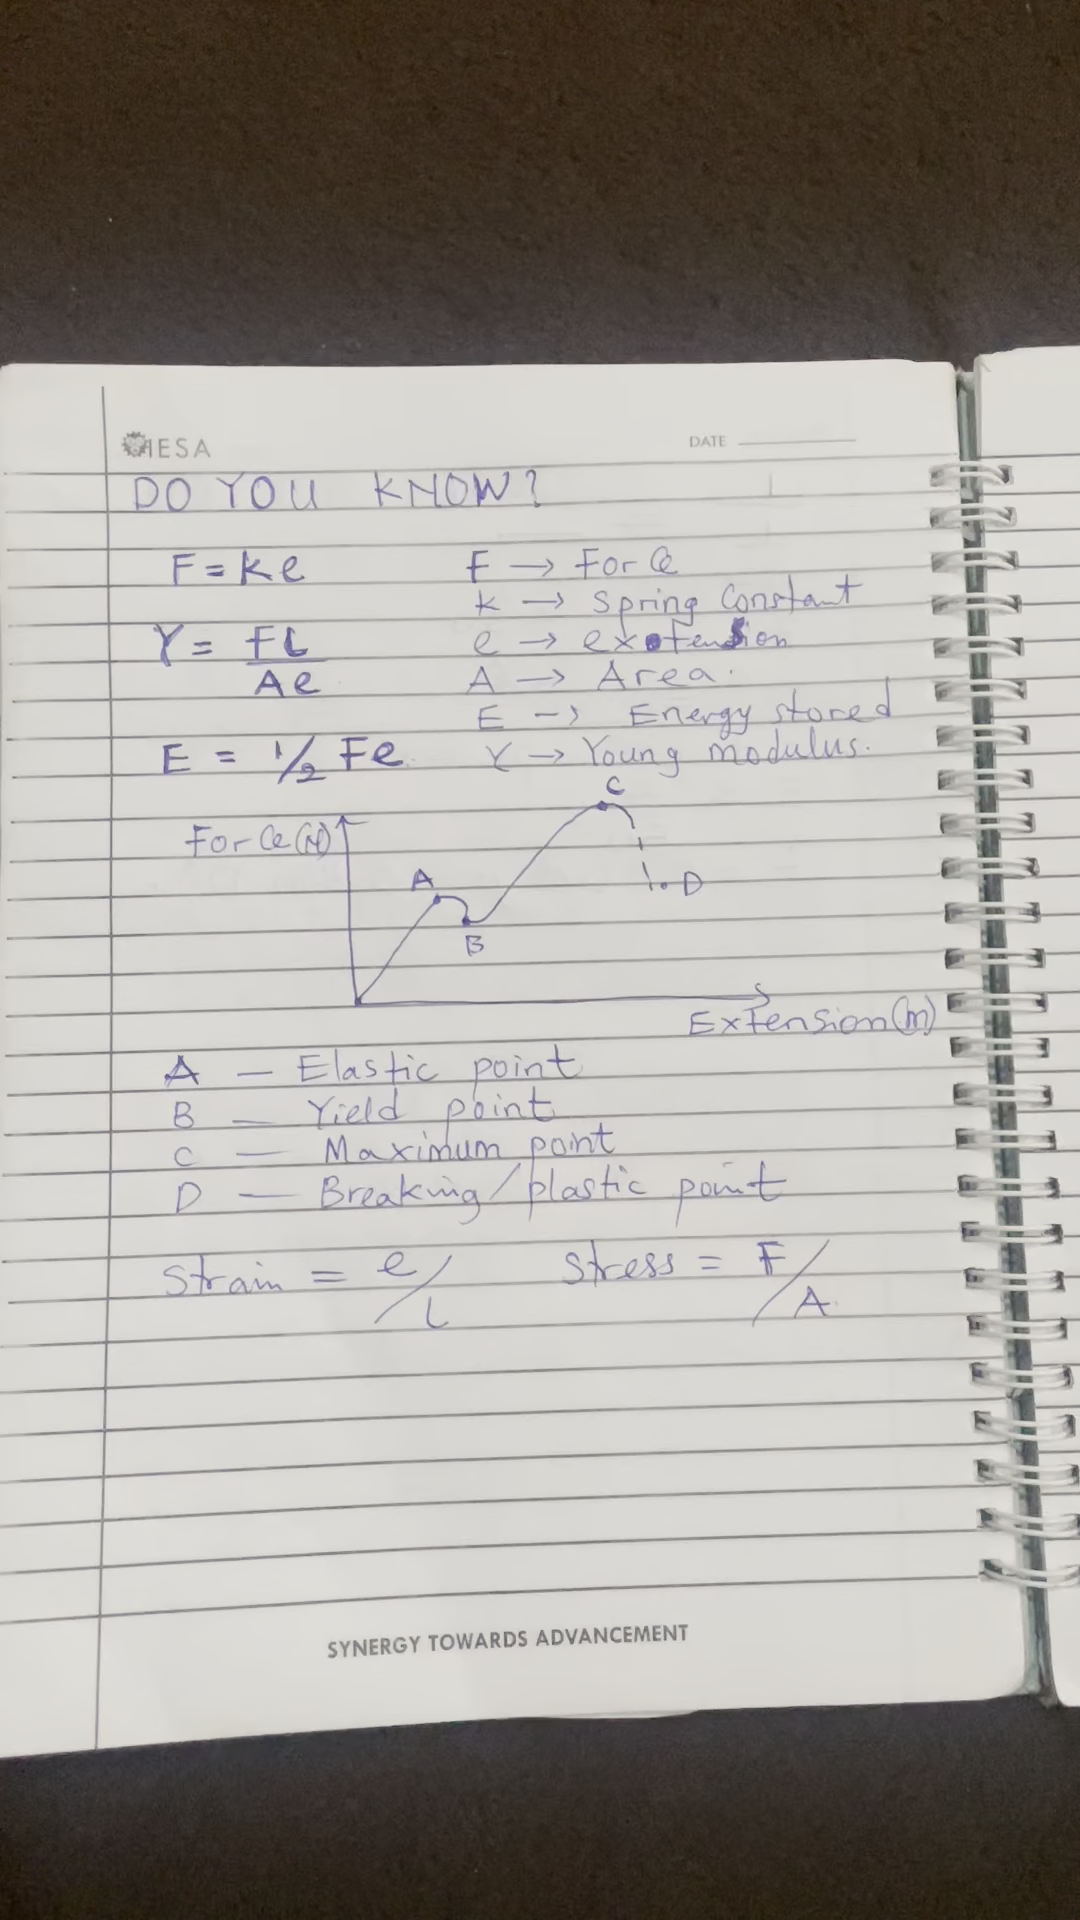 IESA
DATE
DO YOU KNOW?
F = ke
F → Force
k → Spring Constant
Y = FL/Ae
e → extension
A → Area.
E → Energy stored
E = 1/2 Fe.
Y → Young modulus.
C
Force (N)
A
D
B
Extension (m)
A — Elastic point
B — Yield point
C — Maximum point
D — Breaking/plastic point
Strain = e/L Stress = F/A
SYNERGY TOWARDS ADVANCEMENT